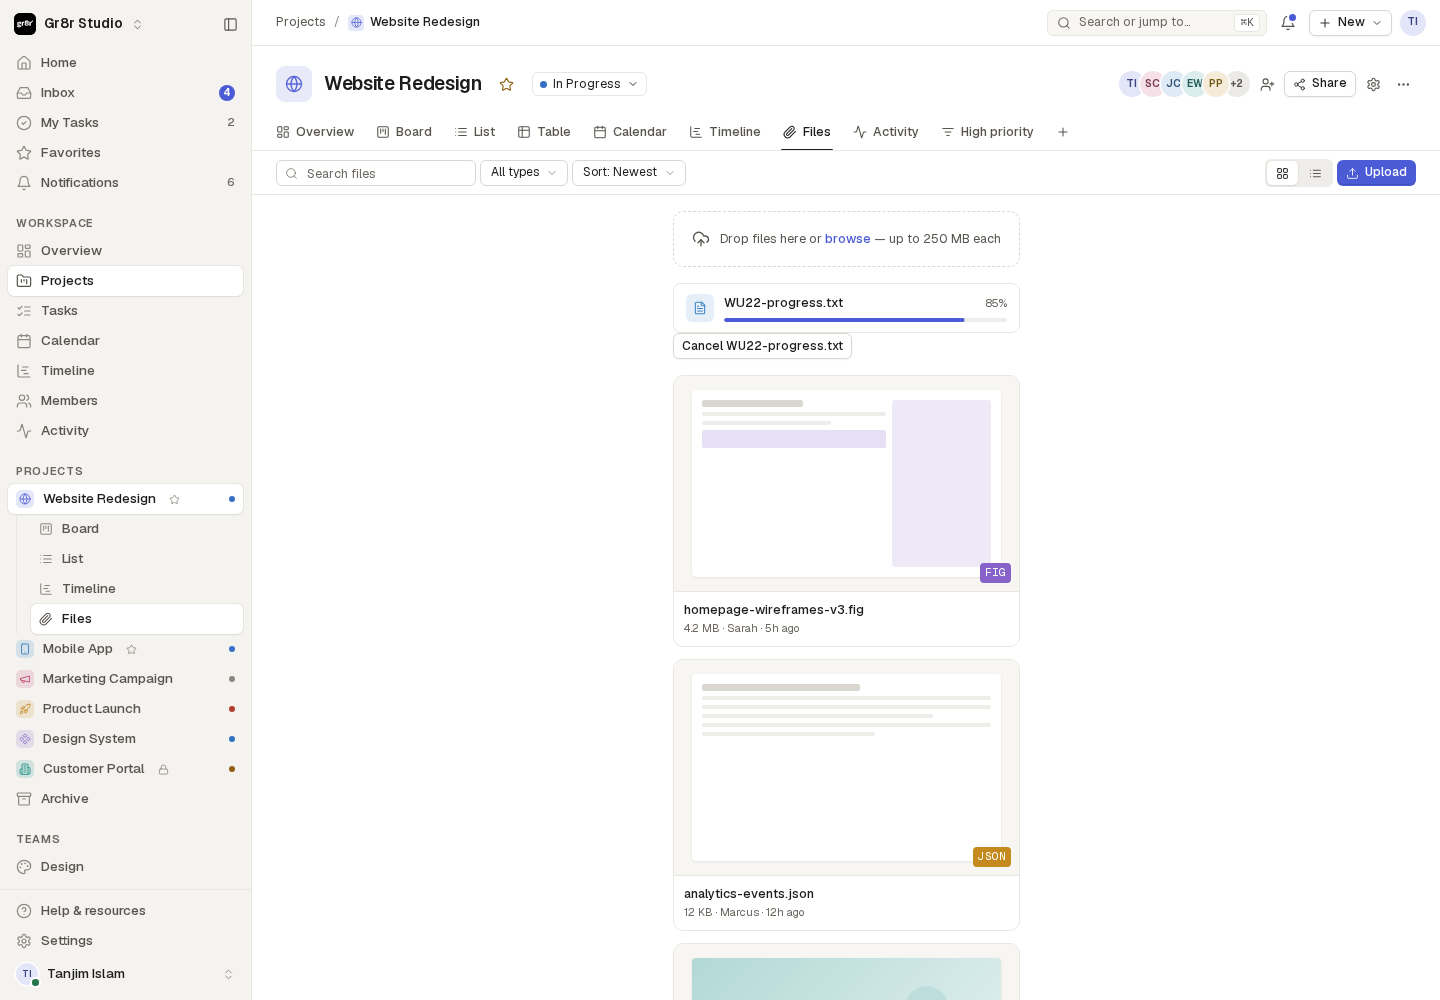 gr8r
Gr8r Studio
Home
Inbox
4
My Tasks
2
Favorites
Notifications
6
WORKSPACE
Overview
Projects
Tasks
Calendar
Timeline
Members
Activity
PROJECTS
Website Redesign
Board
List
Timeline
Files
Mobile App
Marketing Campaign
Product Launch
Design System
Customer Portal
Archive
TEAMS
Design
Help & resources
Settings
TI
Tanjim Islam
Projects / Website Redesign
Search or jump to…
⌘K
New
TI
Website Redesign
In Progress
TI SC JC EW PP +2
Share
Overview Board List Table Calendar Timeline Files Activity High priority
Search files
All types
Sort: Newest
Upload
Drop files here or browse — up to 250 MB each
WU22-progress.txt
85%
Cancel WU22-progress.txt
FIG
homepage-wireframes-v3.fig
4.2 MB · Sarah · 5h ago
JSON
analytics-events.json
12 KB · Marcus · 12h ago